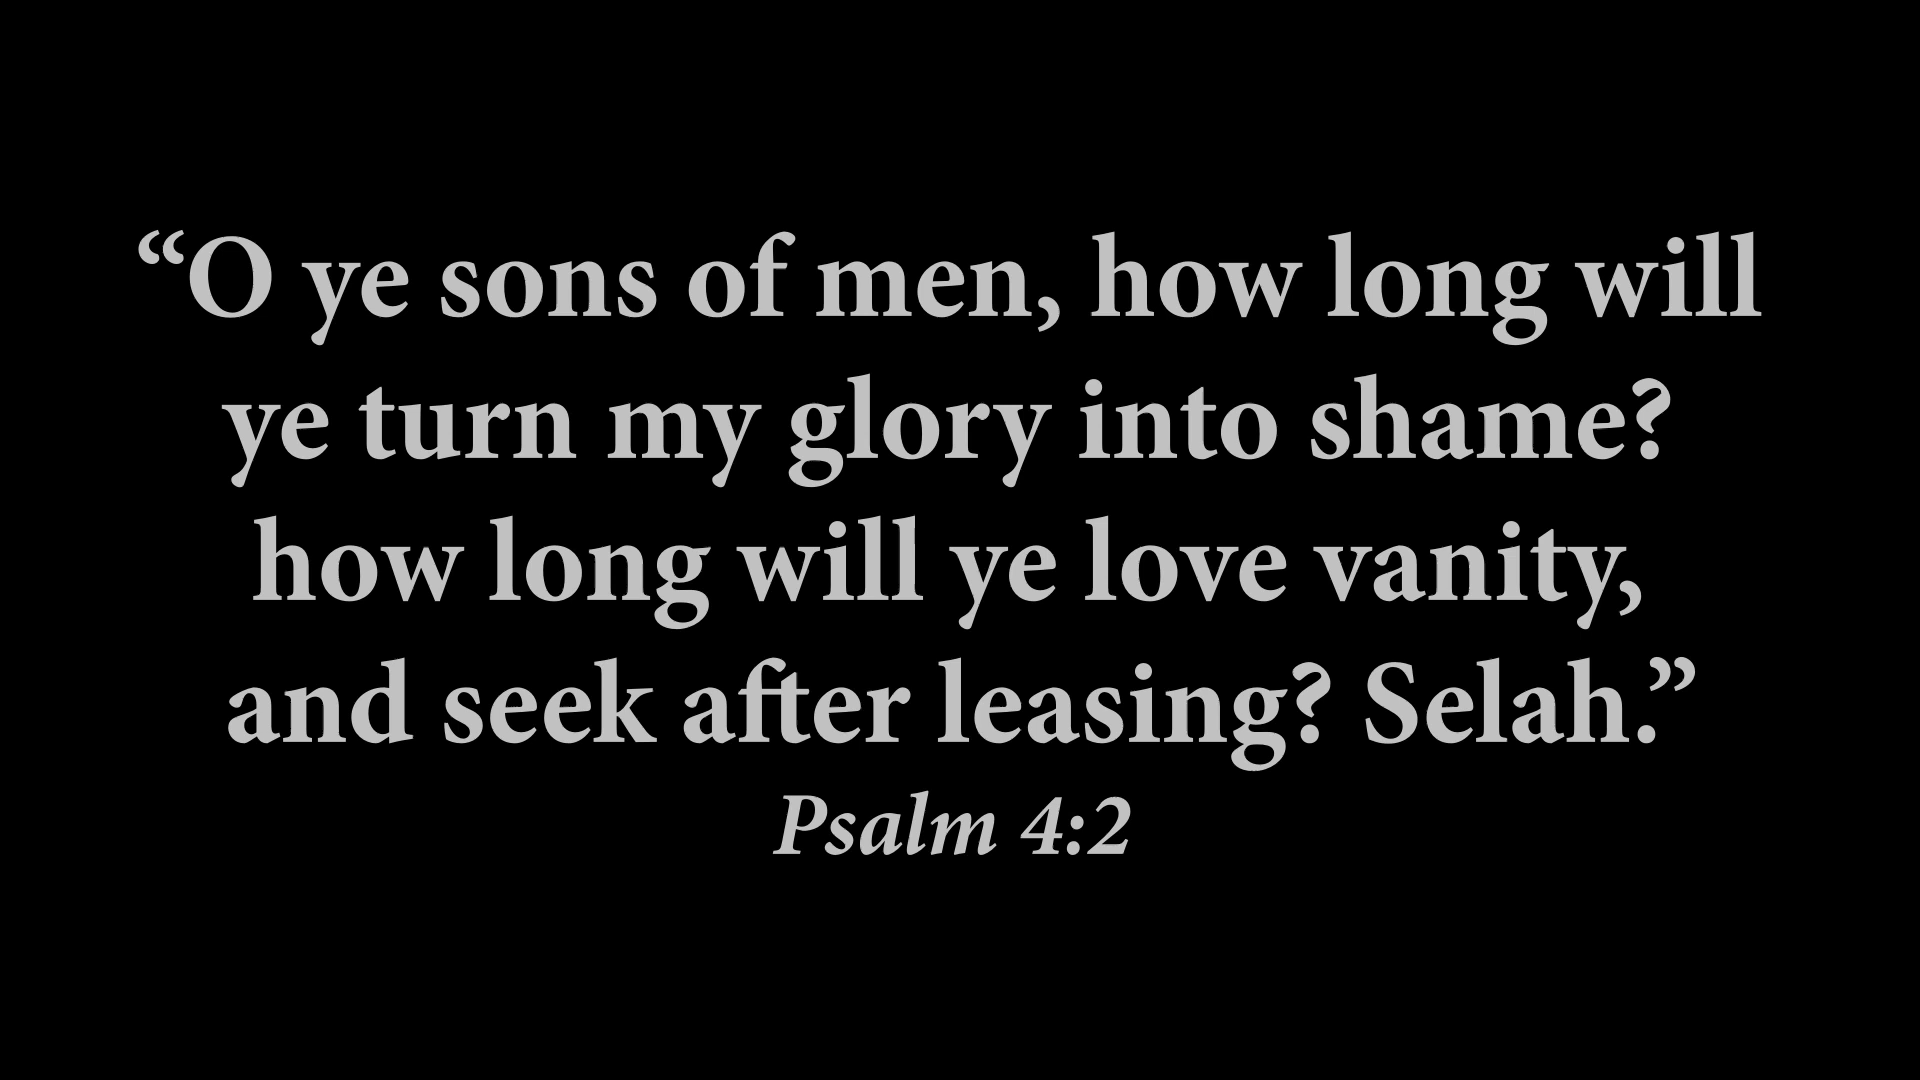 “O ye sons of men, how long will
ye turn my glory into shame?
how long will ye love vanity,
and seek after leasing? Selah.”
Psalm 4:2